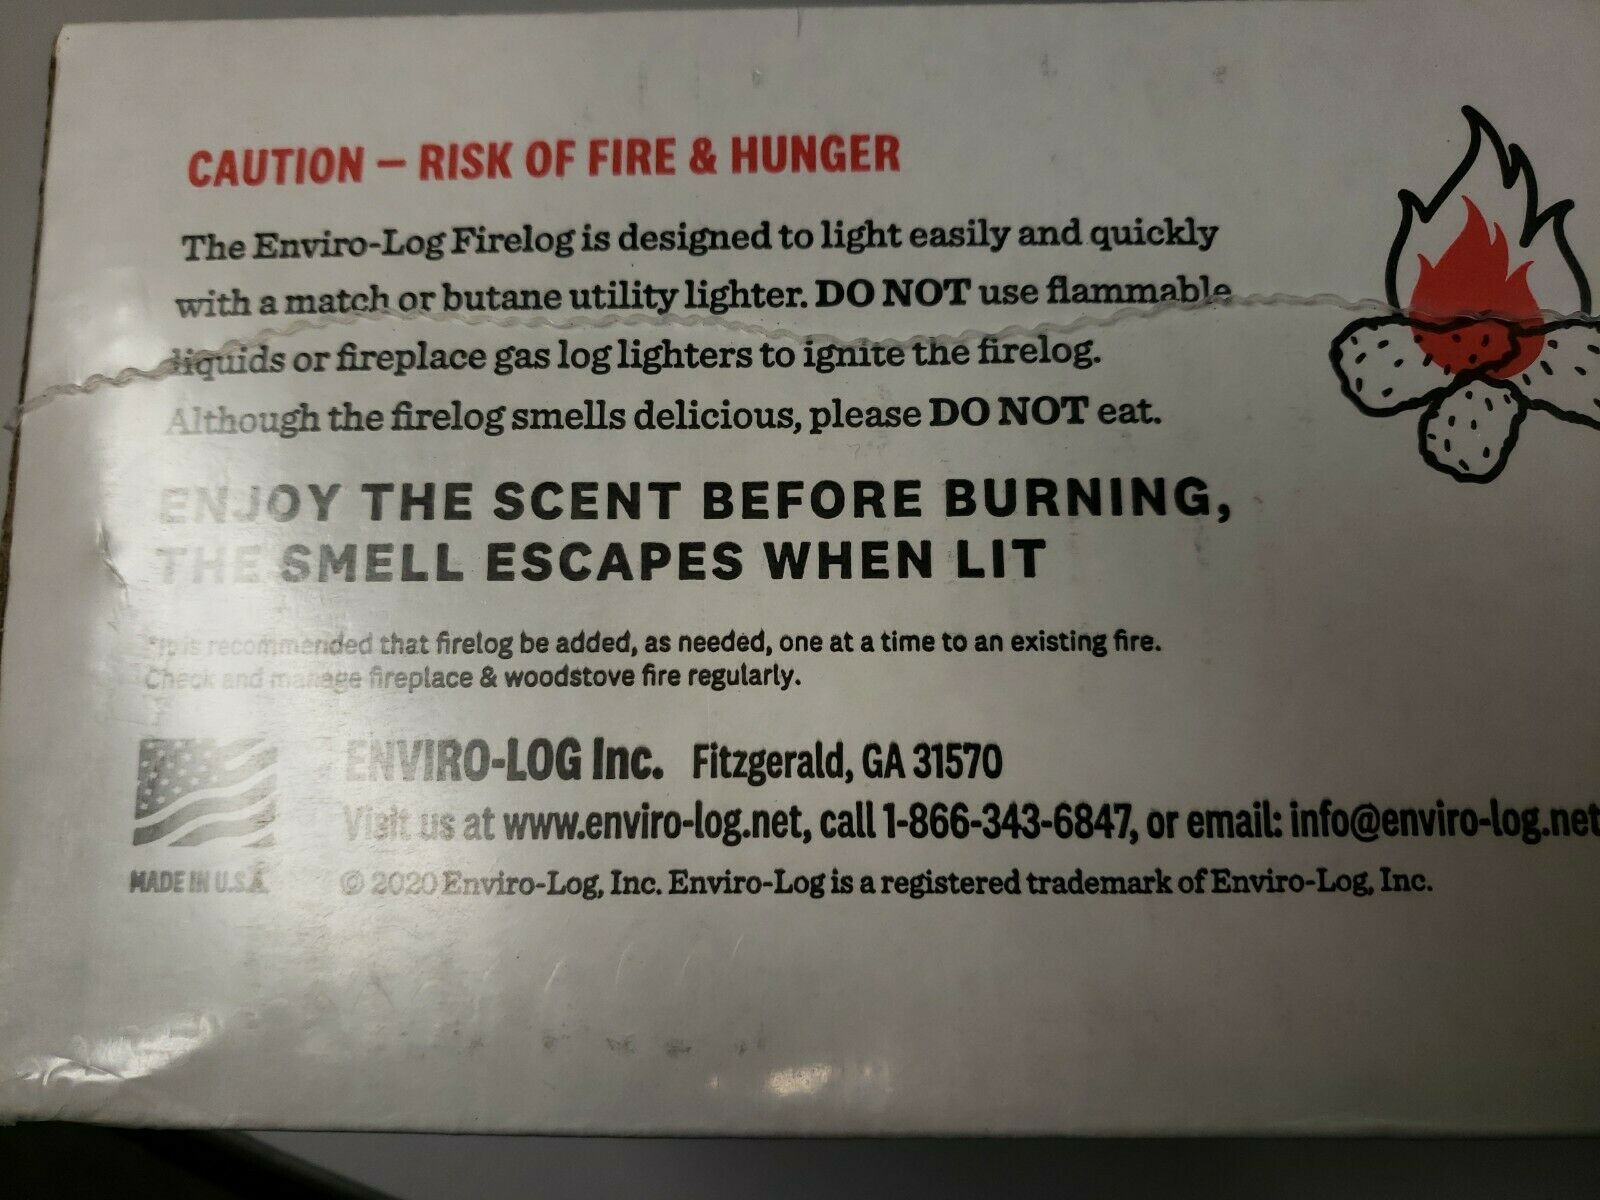 CAUTION – RISK OF FIRE & HUNGER
The Enviro-Log Firelog is designed to light easily and quickly
with a match or butane utility lighter. DO NOT use flammable
liquids or fireplace gas log lighters to ignite the firelog.
Although the firelog smells delicious, please DO NOT eat.
ENJOY THE SCENT BEFORE BURNING,
THE SMELL ESCAPES WHEN LIT
*It is recommended that firelog be added, as needed, one at a time to an existing fire.
Check and manage fireplace & woodstove fire regularly.
ENVIRO-LOG Inc. Fitzgerald, GA 31570
Visit us at www.enviro-log.net, call 1-866-343-6847, or email: info@enviro-log.net
MADE IN U.S.A. © 2020 Enviro-Log, Inc. Enviro-Log is a registered trademark of Enviro-Log, Inc.